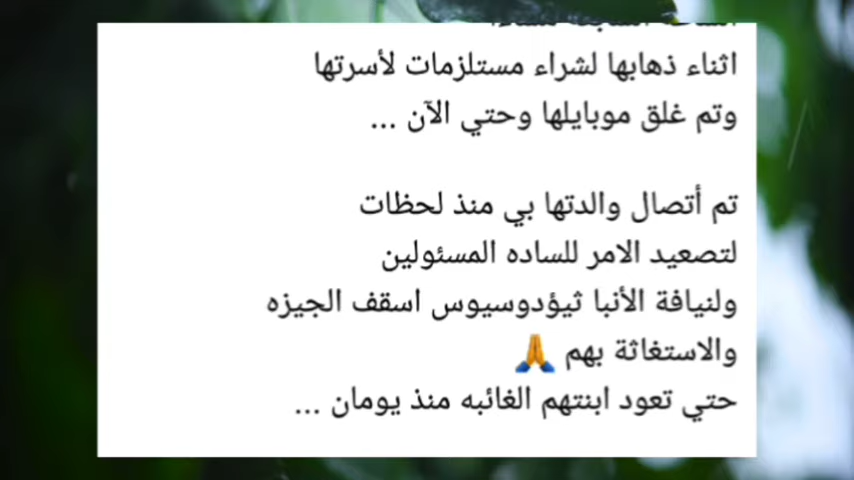 اثناء ذهابها لشراء مستلزمات لأسرتها
وتم غلق موبايلها وحتي الآن ...
تم أتصال والدتها بي منذ لحظات
لتصعيد الامر للساده المسئولين
ولنيافة الأنبا ثيؤدوسيوس اسقف الجيزه
والاستغاثة بهم 🙏
حتي تعود ابنتهم الغائبه منذ يومان ...